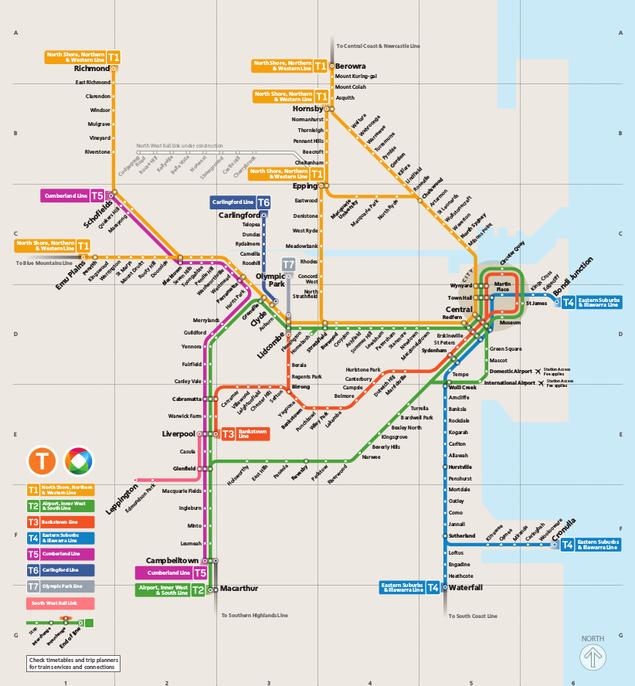 A
A
To Central Coast & Newcastle Line
North Shore, Northern
& Western Line
T1
Richmond
East Richmond
Clarendon
Windsor
Mulgrave
Vineyard
Riverstone
North Shore, Northern
& Western Line
T1
Berowra
Mount Kuring-gai
Mount Colah
Asquith
North Shore, Northern
& Western Line
T1
Hornsby
Normanhurst
Thornleigh
Pennant Hills
Beecroft
Cheltenham
North Shore, Northern
& Western Line
T1
Epping
B
B
Waitara
Wahroonga
Warrawee
Turramurra
Pymble
Gordon
Killara
Lindfield
Roseville
Chatswood
Artarmon
St Leonards
Wollstonecraft
Waverton
North Sydney
Milsons Point
North West Rail Link under construction
Cherrybrook
Cumberland Line
T5
Schofields
Quakers Hill
Marayong
Carlingford Line
T6
Carlingford
Telopea
Dundas
Rydalmere
Camellia
Rosehill
Eastwood
Denistone
West Ryde
Meadowbank
Rhodes
Concord
West
North
Strathfield
Macquarie
University
Macquarie Park
North Ryde
C
C
North Shore, Northern
& Western Line
T1
To Blue Mountains Line
Emu Plains
Penrith
Kingswood
Werrington
St Marys
Mount Druitt
Rooty Hill
Doonside
Blacktown
Seven Hills
Toongabbie
Pendle Hill
Wentworthville
Westmead
Parramatta
Harris Park
Granville
Clyde
Auburn
Lidcombe
T7
Olympic
Park
Flemington
Homebush
Strathfield
Burwood
Croydon
Ashfield
Summer Hill
Lewisham
Petersham
Stanmore
Newtown
Macdonaldtown
Redfern
Central
Town Hall
Wynyard
CITY
Circular Quay
Martin
Place
St James
Museum
Kings Cross
Edgecliff
Bondi Junction
T4
Eastern Suburbs
& Illawarra Line
D
D
Merrylands
Guildford
Yennora
Fairfield
Canley Vale
Cabramatta
Warwick Farm
Liverpool
Berala
Regents Park
Birrong
Carramar
Villawood
Leightonfield
Chester Hill
Sefton
Yagoona
Bankstown
Punchbowl
Wiley Park
Lakemba
Belmore
Campsie
Canterbury
Hurlstone Park
Dulwich Hill
Marrickville
Erskineville
St Peters
Sydenham
Tempe
Green Square
Mascot
Domestic Airport
Station Access
Fee applies
International Airport
Station Access
Fee applies
Wolli Creek
Arncliffe
Banksia
Rockdale
Kogarah
Carlton
Allawah
Hurstville
Penshurst
Mortdale
Oatley
Como
Jannali
Sutherland
Loftus
Engadine
Heathcote
Turrella
Bardwell Park
Bexley North
Kingsgrove
Beverly Hills
Narwee
Riverwood
Padstow
Revesby
Panania
East Hills
Holsworthy
T3
Bankstown
Line
E
E
Casula
Glenfield
Leppington
Edmondson Park
Macquarie Fields
Ingleburn
Minto
Leumeah
Campbelltown
Cumberland Line
T5
Airport, Inner West
& South Line
T2
Macarthur
To Southern Highlands Line
Kirrawee
Gymea
Miranda
Caringbah
Woolooware
Cronulla
T4
Eastern Suburbs
& Illawarra Line
F
F
Eastern Suburbs
& Illawarra Line
T4
Waterfall
To South Coast Line
T
T1
North Shore, Northern
& Western Line
T2
Airport, Inner West
& South Line
T3
Bankstown Line
T4
Eastern Suburbs
& Illawarra Line
T5
Cumberland Line
T6
Carlingford Line
T7
Olympic Park Line
South West Rail Link
Stop
Interchange
Interchange
End of line
Check timetables and trip planners
for train services and connections
G
G
NORTH
1
2
3
4
5
6